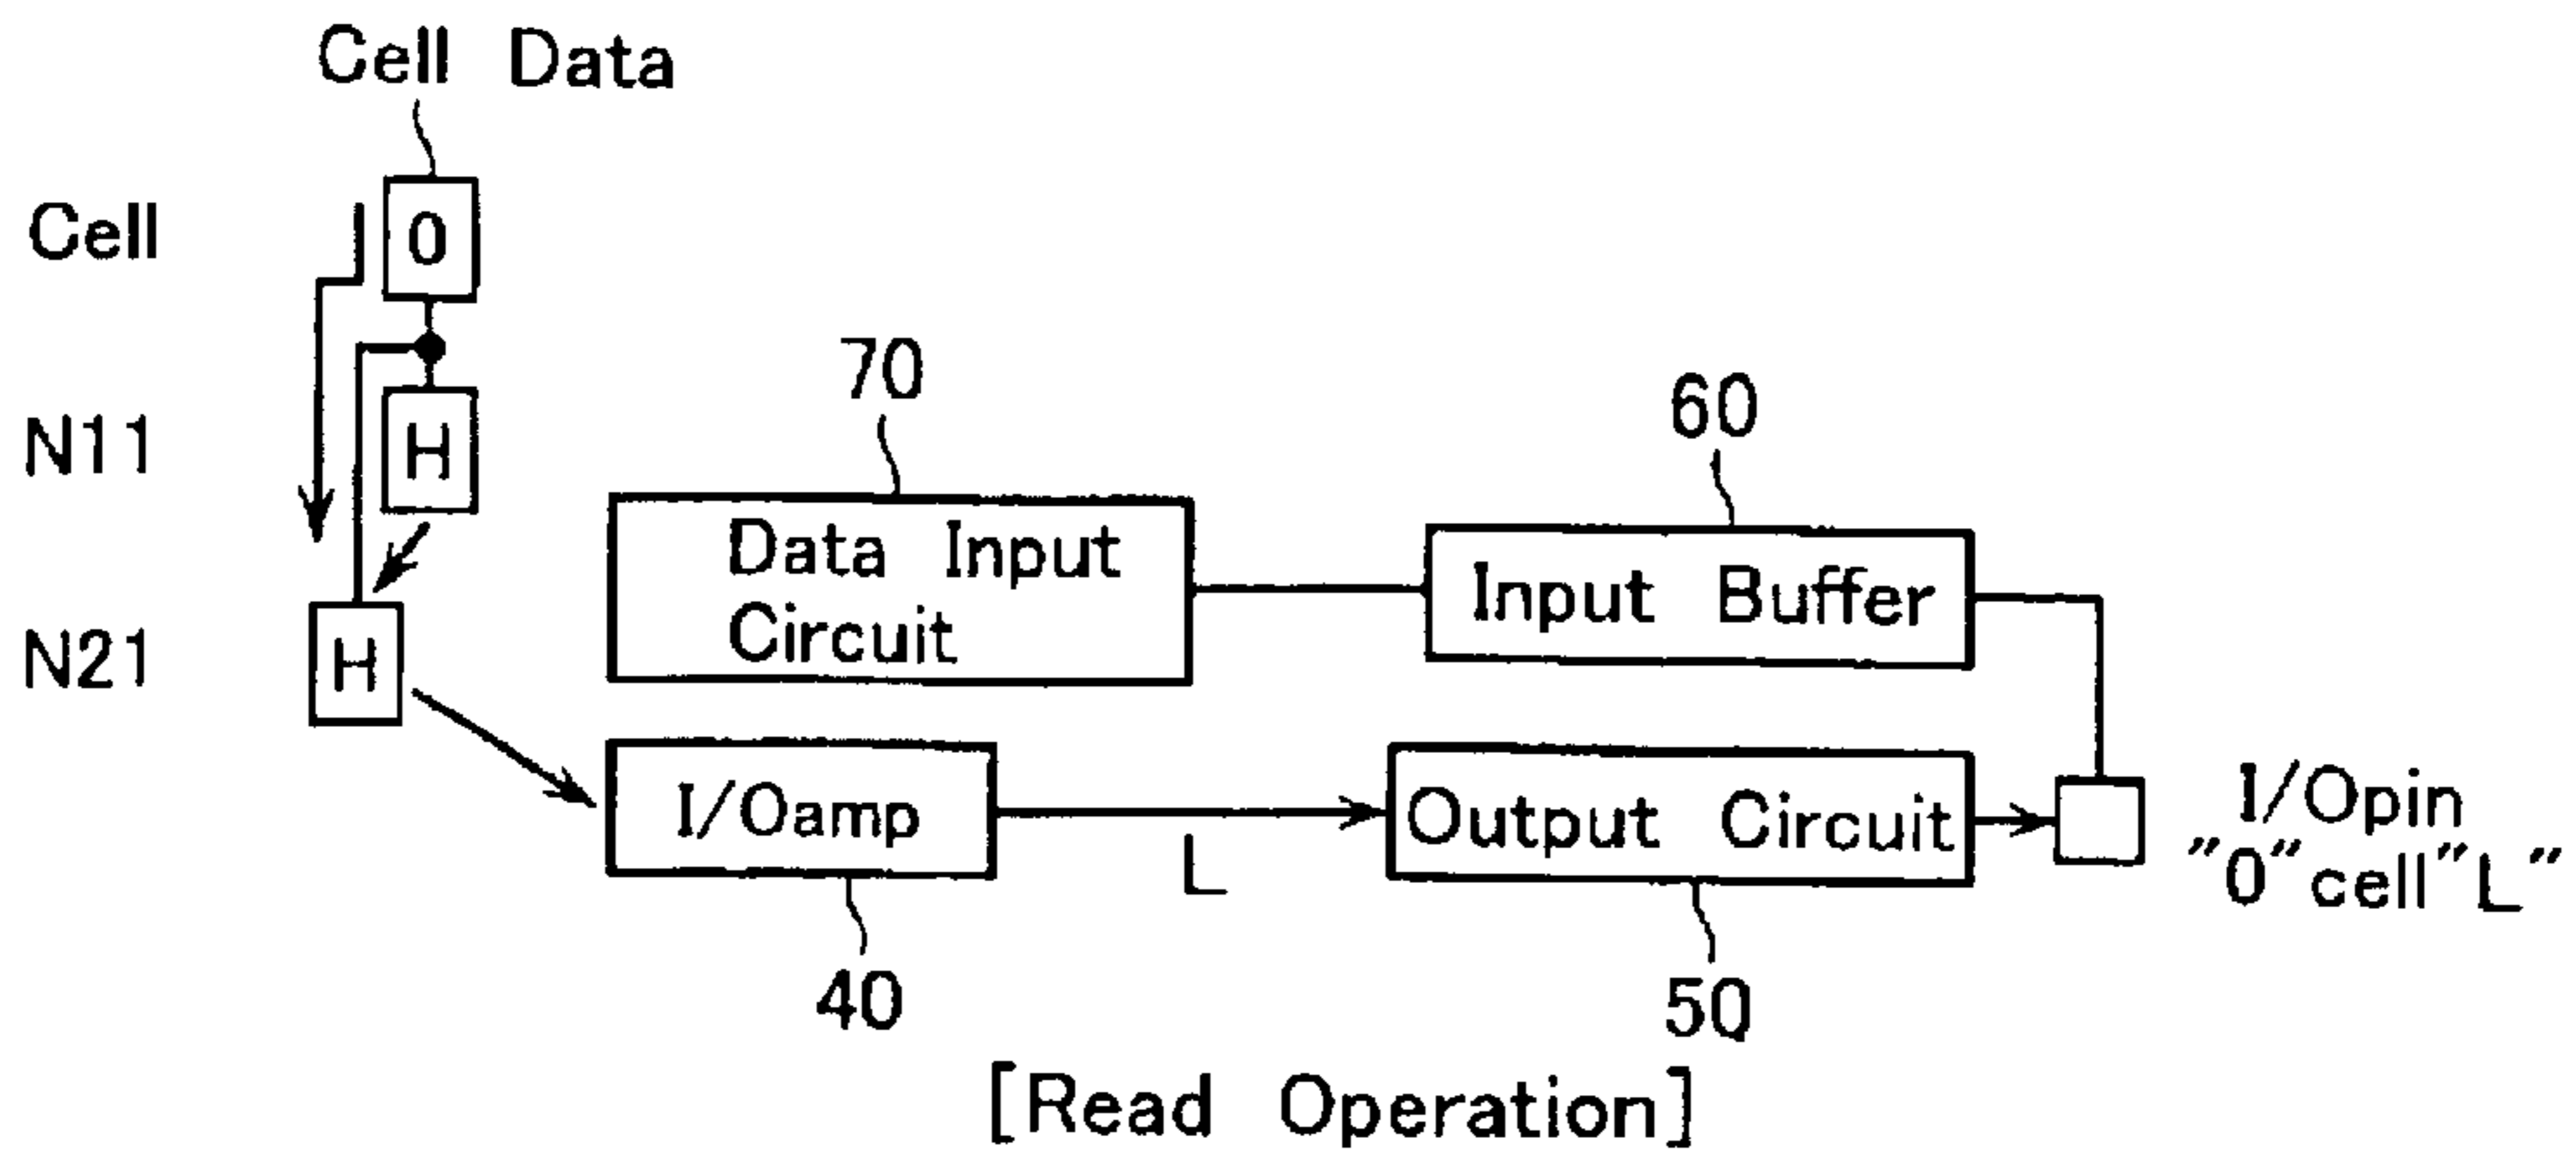 Cell Data
Cell
0
N11
H
70
60
Data Input
Circuit
Input Buffer
N21
H
I/Oamp
L
Output Circuit
I/Opin
"0"cell"L"
40
50
[Read Operation]